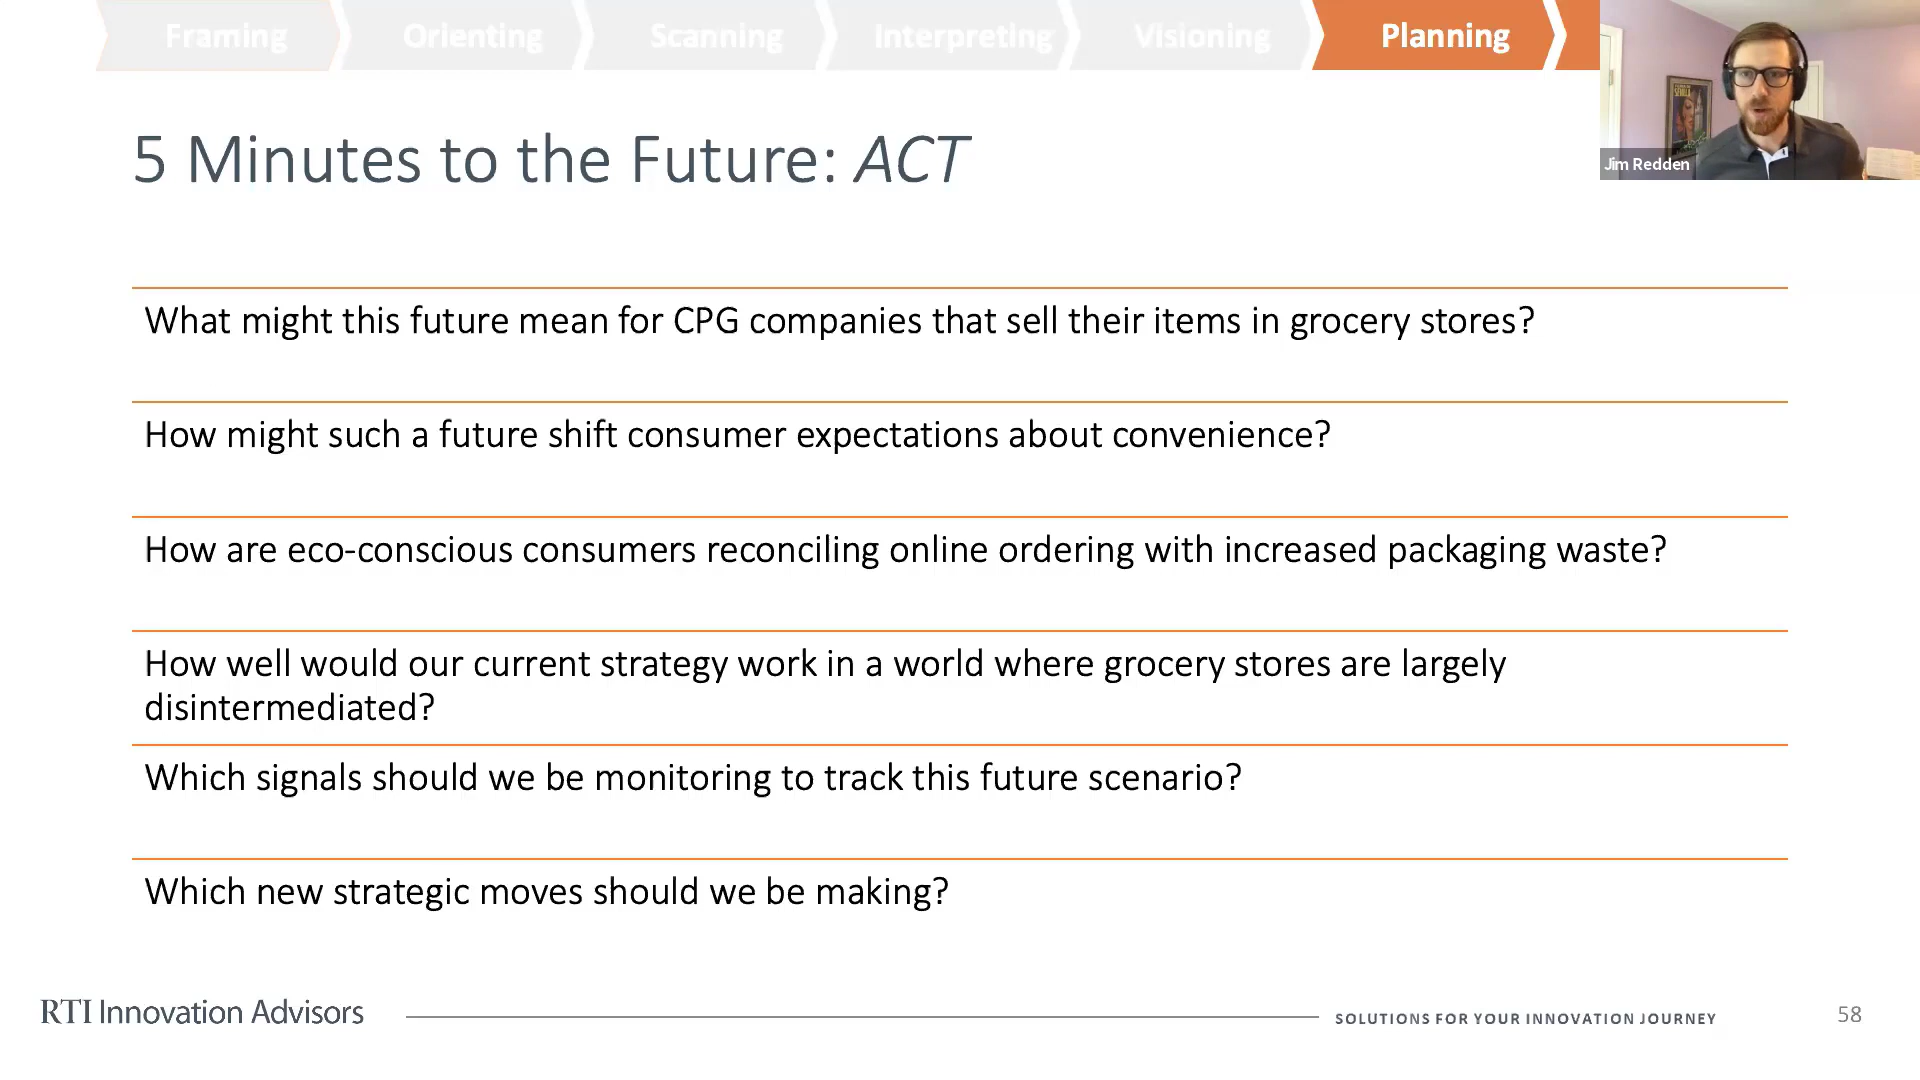 Framing
Orienting
Scanning
Interpreting
Visioning
Planning
Jim Redden
5 Minutes to the Future: ACT
What might this future mean for CPG companies that sell their items in grocery stores?
How might such a future shift consumer expectations about convenience?
How are eco-conscious consumers reconciling online ordering with increased packaging waste?
How well would our current strategy work in a world where grocery stores are largely
disintermediated?
Which signals should we be monitoring to track this future scenario?
Which new strategic moves should we be making?
RTI Innovation Advisors
SOLUTIONS FOR YOUR INNOVATION JOURNEY
58